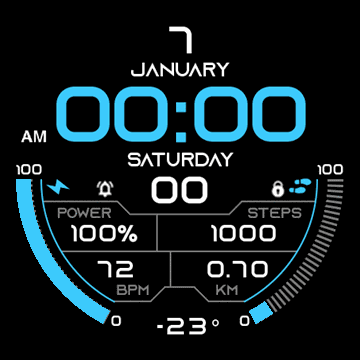 7
JANUARY
AM 00:00
SATURDAY
100 00 100
POWER STEPS
100% 1000
72 0.70
BPM KM
0 -23° 0